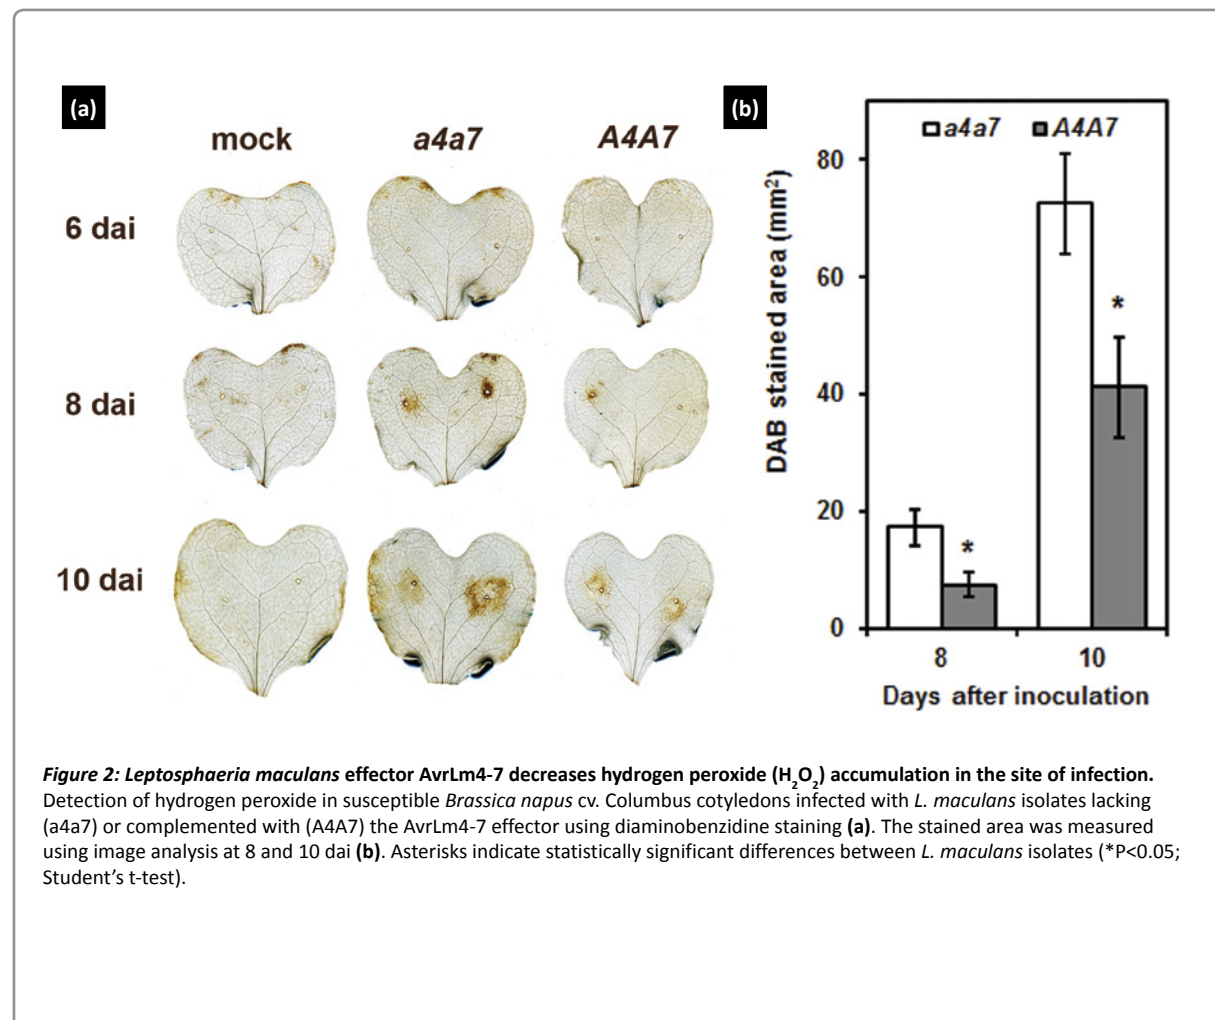 (a)
mock a4a7 A4A7
6 dai
8 dai
10 dai
(b)
a4a7 A4A7
80
60
40
20
0
DAB stained area (mm²)
*
*
8 10
Days after inoculation
Figure 2: Leptosphaeria maculans effector AvrLm4-7 decreases hydrogen peroxide (H₂O₂) accumulation in the site of infection.
Detection of hydrogen peroxide in susceptible Brassica napus cv. Columbus cotyledons infected with L. maculans isolates lacking
(a4a7) or complemented with (A4A7) the AvrLm4-7 effector using diaminobenzidine staining (a). The stained area was measured
using image analysis at 8 and 10 dai (b). Asterisks indicate statistically significant differences between L. maculans isolates (*P<0.05;
Student’s t-test).